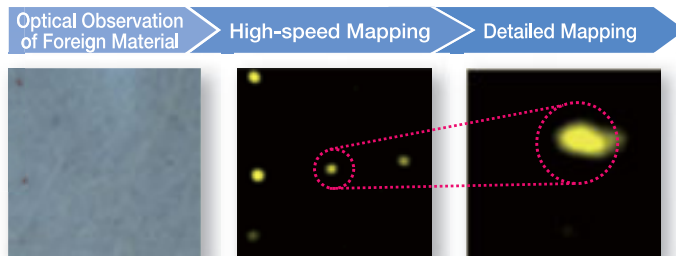 Optical Observation
of Foreign Material
High-speed Mapping
Detailed Mapping